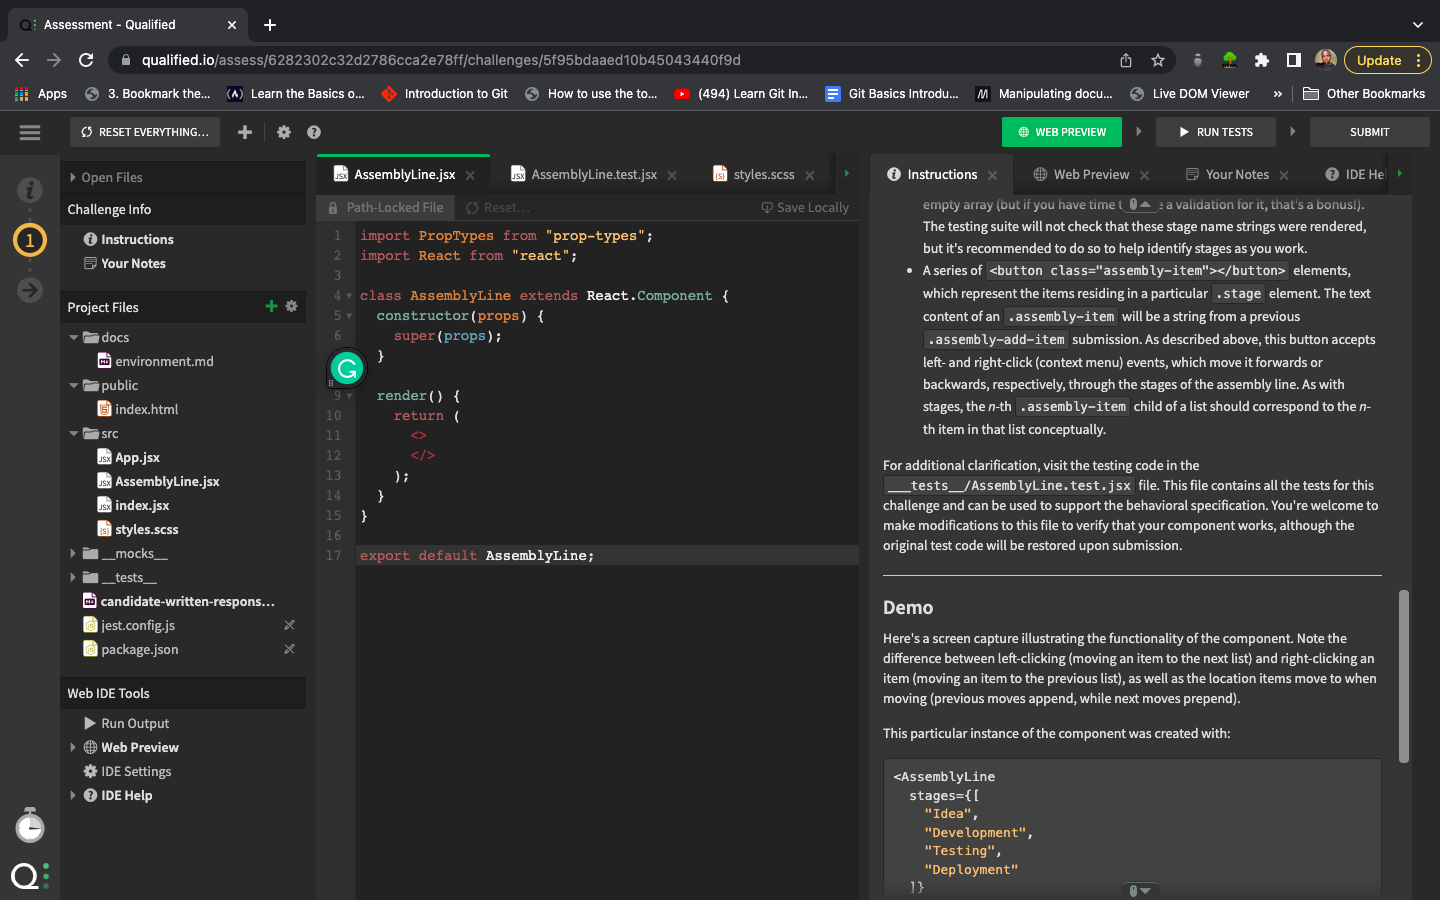 Assessment - Qualified
qualified.io/assess/6282302c32d2786cca2e78ff/challenges/5f95bdaaed10b45043440f9d
Update
Apps
3. Bookmark the...
Learn the Basics o...
Introduction to Git
How to use the to...
(494) Learn Git In...
Git Basics Introdu...
Manipulating docu...
Live DOM Viewer
»
Other Bookmarks
RESET EVERYTHING...
WEB PREVIEW
RUN TESTS
SUBMIT
1
Open Files
Challenge Info
Instructions
Your Notes
Project Files
docs
environment.md
public
index.html
src
App.jsx
AssemblyLine.jsx
index.jsx
styles.scss
__mocks__
__tests__
candidate-written-respons...
jest.config.js
package.json
Web IDE Tools
Run Output
Web Preview
IDE Settings
IDE Help
AssemblyLine.jsx
AssemblyLine.test.jsx
styles.scss
Path-Locked File
Reset...
Save Locally
1 import PropTypes from "prop-types";
2 import React from "react";
3
4 class AssemblyLine extends React.Component {
5 constructor(props) {
6 super(props);
}
9 render() {
10 return (
11 <>
12 </>
13 );
14 }
15 }
16
17 export default AssemblyLine;
Instructions
Web Preview
Your Notes
IDE He
empty array (but if you have time t e a validation for it, that's a bonus!).
The testing suite will not check that these stage name strings were rendered,
but it's recommended to do so to help identify stages as you work.
• A series of <button class="assembly-item"></button> elements,
which represent the items residing in a particular .stage element. The text
content of an .assembly-item will be a string from a previous
.assembly-add-item submission. As described above, this button accepts
left- and right-click (context menu) events, which move it forwards or
backwards, respectively, through the stages of the assembly line. As with
stages, the n-th .assembly-item child of a list should correspond to the n-
th item in that list conceptually.
For additional clarification, visit the testing code in the
___tests__/AssemblyLine.test.jsx file. This file contains all the tests for this
challenge and can be used to support the behavioral specification. You're welcome to
make modifications to this file to verify that your component works, although the
original test code will be restored upon submission.
Demo
Here's a screen capture illustrating the functionality of the component. Note the
difference between left-clicking (moving an item to the next list) and right-clicking an
item (moving an item to the previous list), as well as the location items move to when
moving (previous moves append, while next moves prepend).
This particular instance of the component was created with:
<AssemblyLine
stages={[
"Idea",
"Development",
"Testing",
"Deployment"
]}